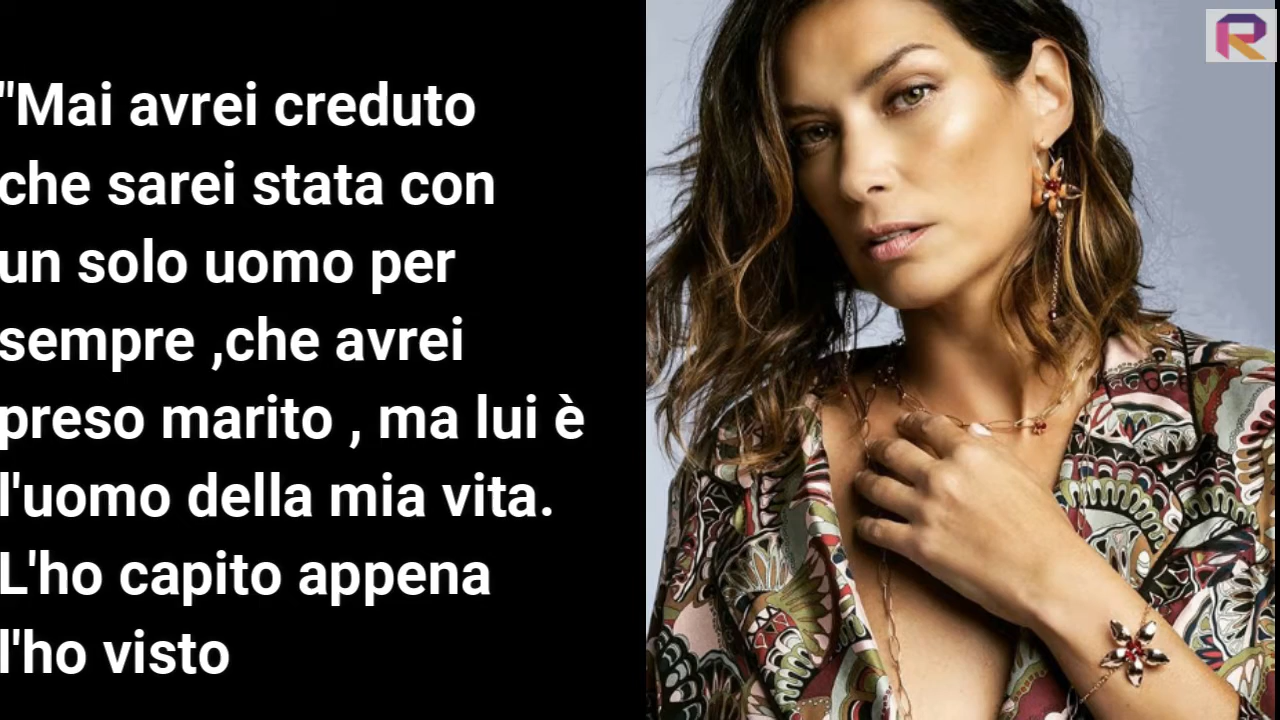 "Mai avrei creduto
che sarei stata con
un solo uomo per
sempre ,che avrei
preso marito , ma lui è
l'uomo della mia vita.
L'ho capito appena
l'ho visto
R